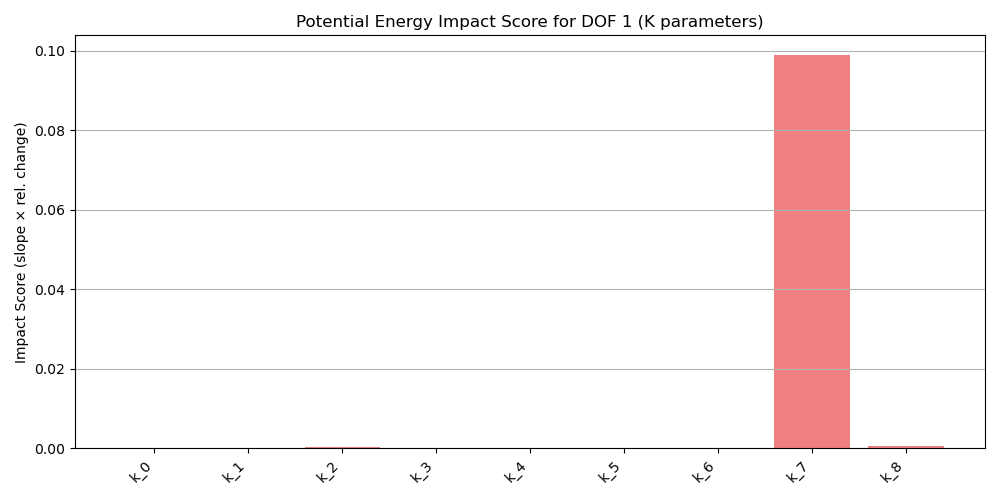 Potential Energy Impact Score for DOF 1 (K parameters)
Impact Score (slope × rel. change)
0.10
0.08
0.06
0.04
0.02
0.00
k_0
k_1
k_2
k_3
k_4
k_5
k_6
k_7
k_8